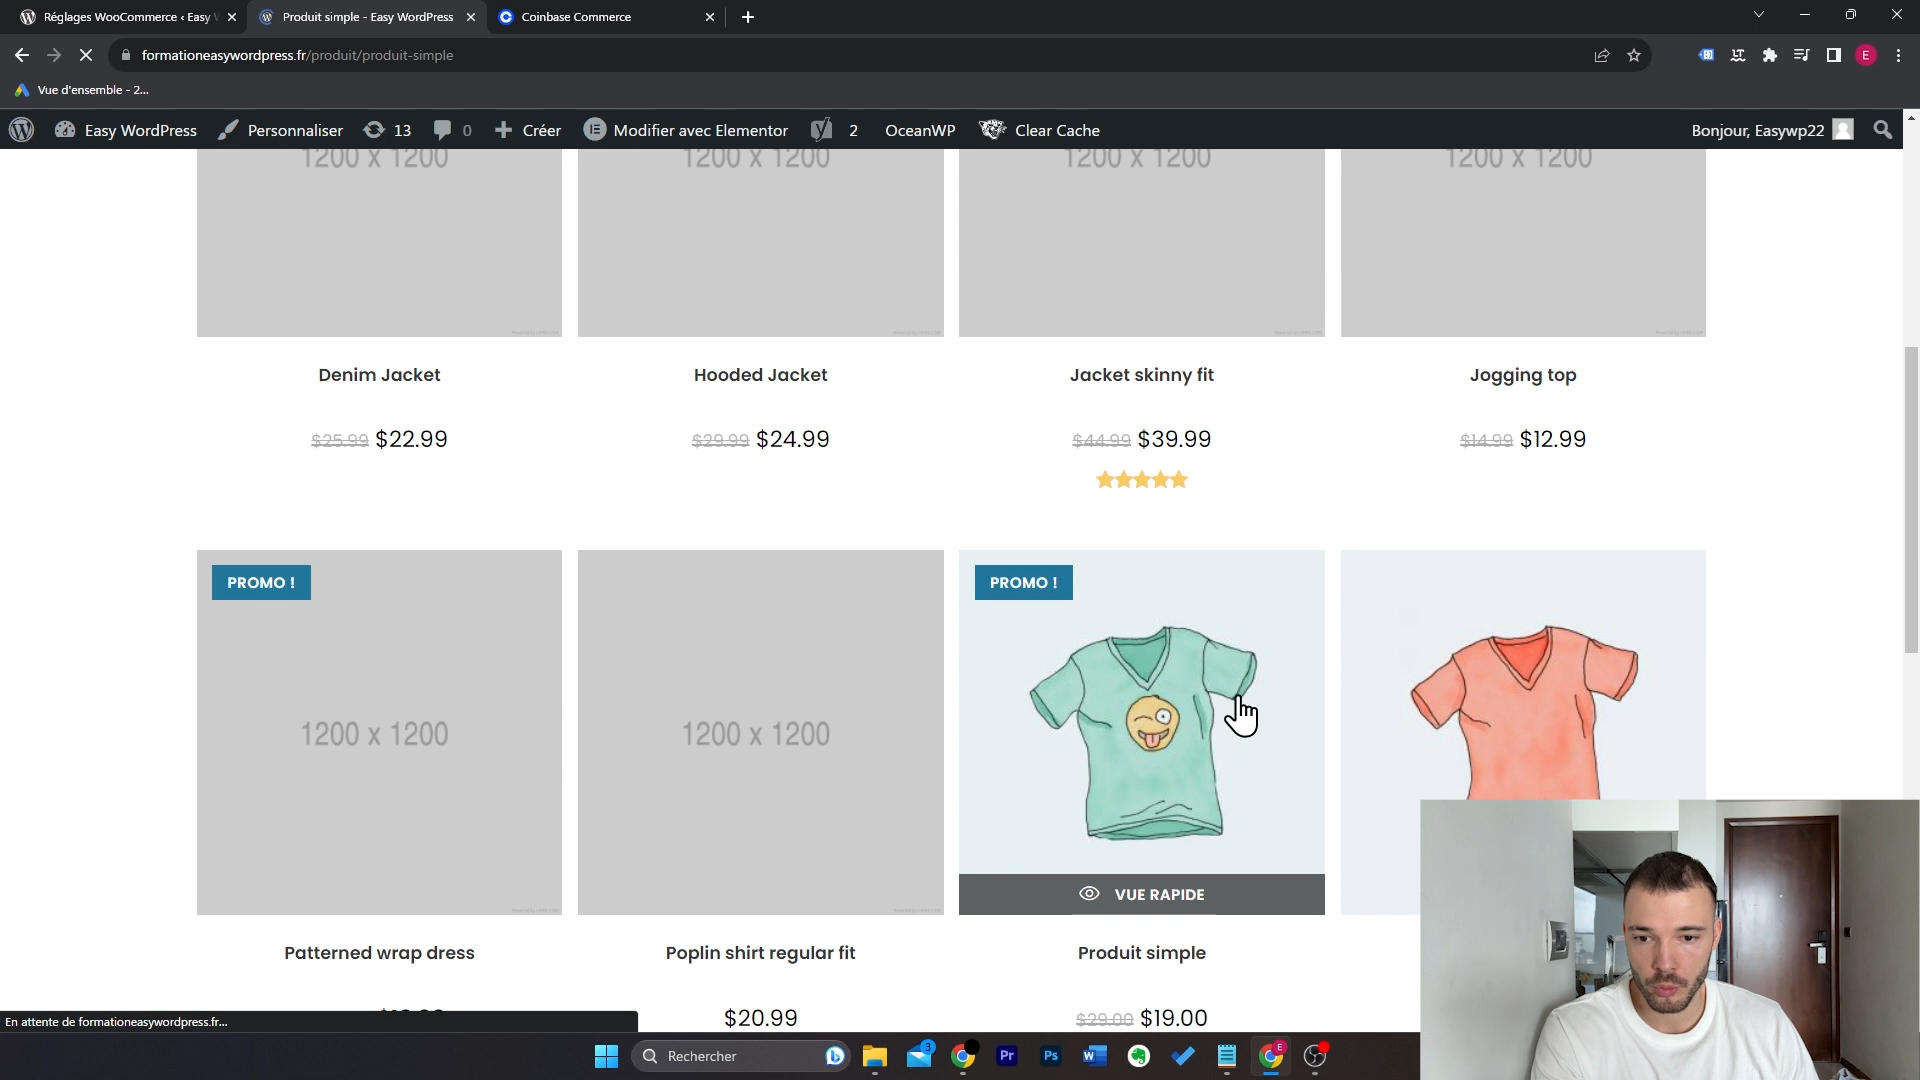 Réglages WooCommerce ‹ Easy
Produit simple - Easy WordPress
Coinbase Commerce
formationeasywordpress.fr/produit/produit-simple
Vue d'ensemble - 2...
Easy WordPress
Personnaliser
13
0
Créer
Modifier avec Elementor
2
OceanWP
Clear Cache
Bonjour, Easywp22
1200 x 1200
1200 x 1200
1200 x 1200
1200 x 1200
Denim Jacket
Hooded Jacket
Jacket skinny fit
Jogging top
$25.99 $22.99
$29.99 $24.99
$44.99 $39.99
$14.99 $12.99
PROMO !
PROMO !
1200 x 1200
1200 x 1200
VUE RAPIDE
Patterned wrap dress
Poplin shirt regular fit
Produit simple
$20.99
$29.00 $19.00
En attente de formationeasywordpress.fr...
Rechercher
3
E
Pr
Ps
W
E